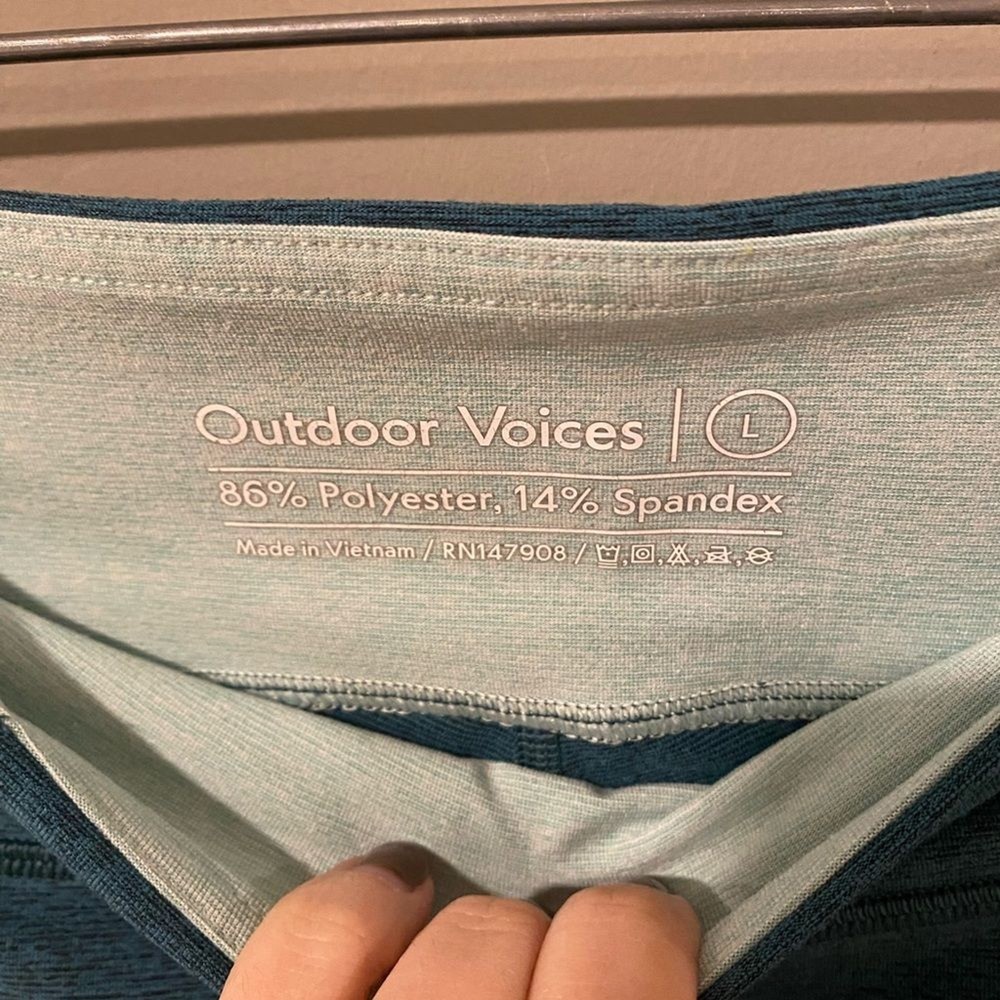 Outdoor Voices | L
86% Polyester, 14% Spandex
Made in Vietnam / RN147908 /